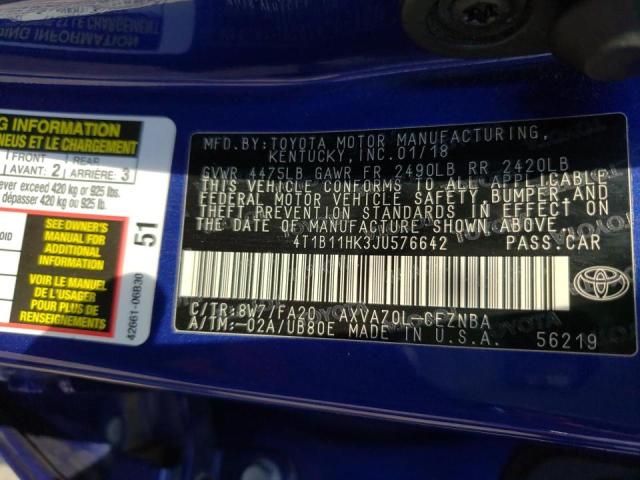 G INFORMATION
NEUS ET LE CHARGEMENT
FRONT
AVANT: 2
REAR
ARRIÈRE: 3
ever exceed 420 kg or 925 lbs.
dépasser 420 kg ou 925 lb.
SEE OWNER'S
MANUAL FOR
ADDITIONAL
INFORMATION
VOIR LE MANUEL
DE L'USAGER
POUR PLUS DE
RENSEIGNEMENTS
51
42661-06B30
MFD.BY:TOYOTA MOTOR MANUFACTURING,
KENTUCKY, INC.01/18
GVWR 4475LB GAWR FR 2490LB RR 2420LB
THIS VEHICLE CONFORMS TO ALL APPLICABLE
FEDERAL MOTOR VEHICLE SAFETY,BUMPER,AND
THEFT PREVENTION STANDARDS IN EFFECT ON
THE DATE OF MANUFACTURE SHOWN ABOVE.
4T1B11HK3JU576642 PASS.CAR
C/TR:8W7/FA20 AXVA70L-CEZNBA
A/TM:-02A/UB80E MADE IN U.S.A.
56219
TOYOTA